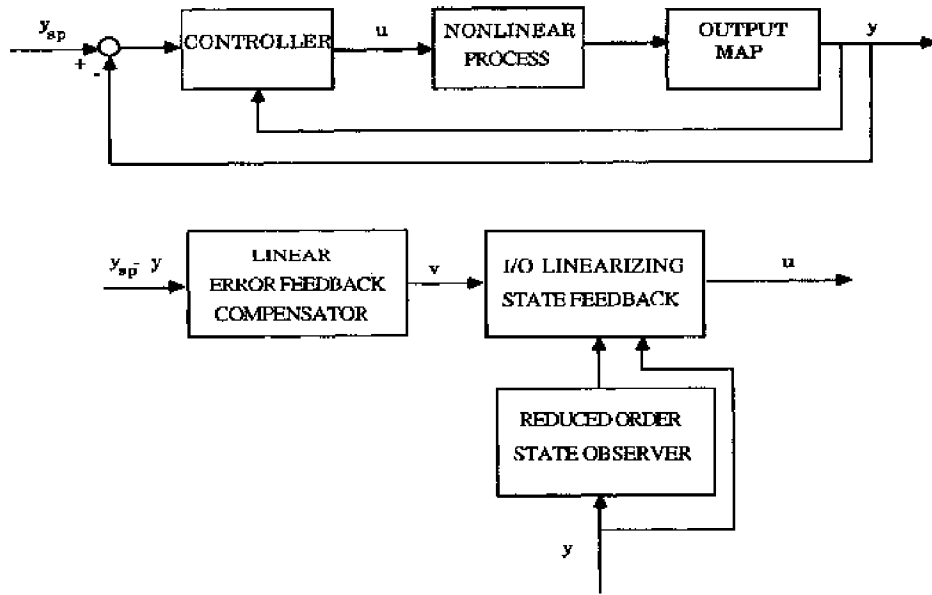 y_sp
+
-
CONTROLLER
u
NONLINEAR
PROCESS
OUTPUT
MAP
y
y_sp - y
LINEAR
ERROR FEEDBACK
COMPENSATOR
v
I/O LINEARIZING
STATE FEEDBACK
u
REDUCED ORDER
STATE OBSERVER
y